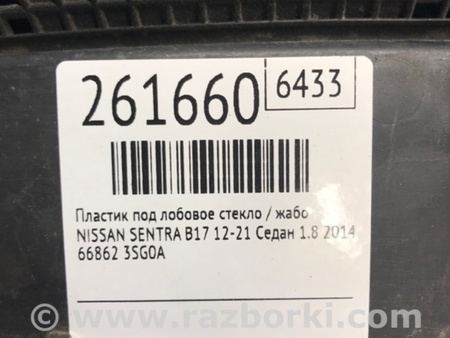 261660
6433
Пластик под лобовое стекло / жабо
NISSAN SENTRA B17 12-21 Седан 1.8 2014
66862 3SG0A
© www.razborki.com